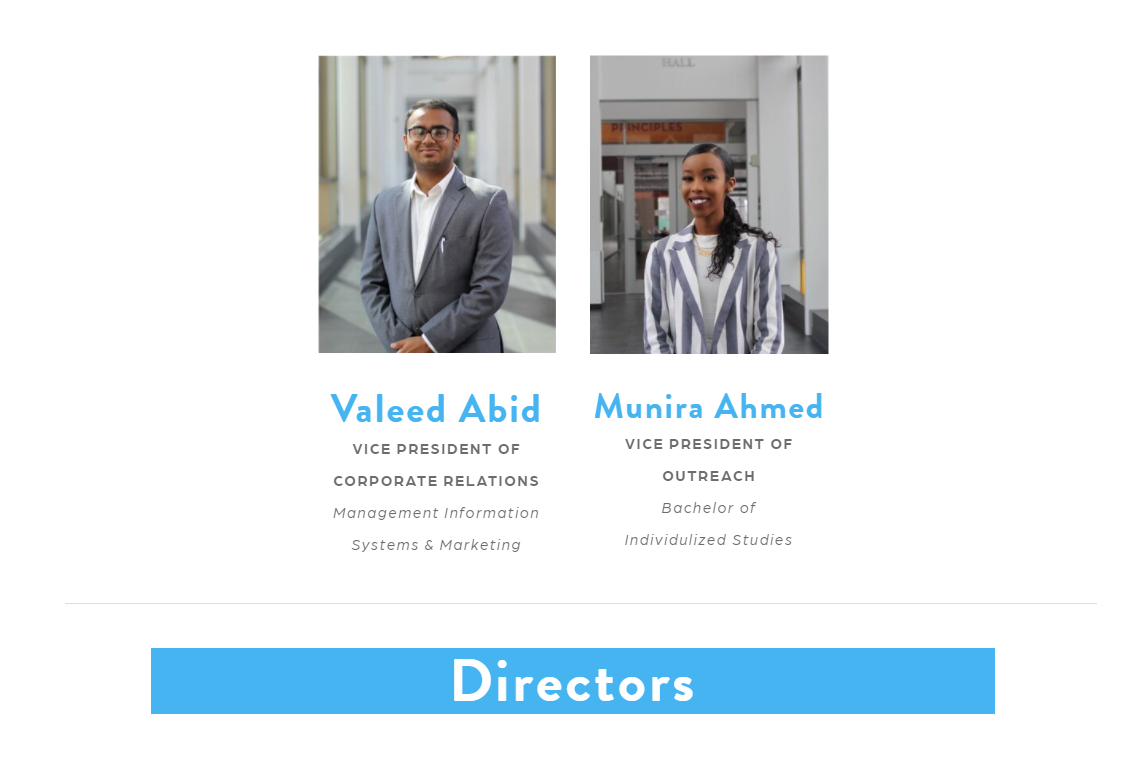 HALL
PRINCIPLES
Valeed Abid
VICE PRESIDENT OF
CORPORATE RELATIONS
Management Information
Systems & Marketing
Munira Ahmed
VICE PRESIDENT OF
OUTREACH
Bachelor of
Individulized Studies
Directors